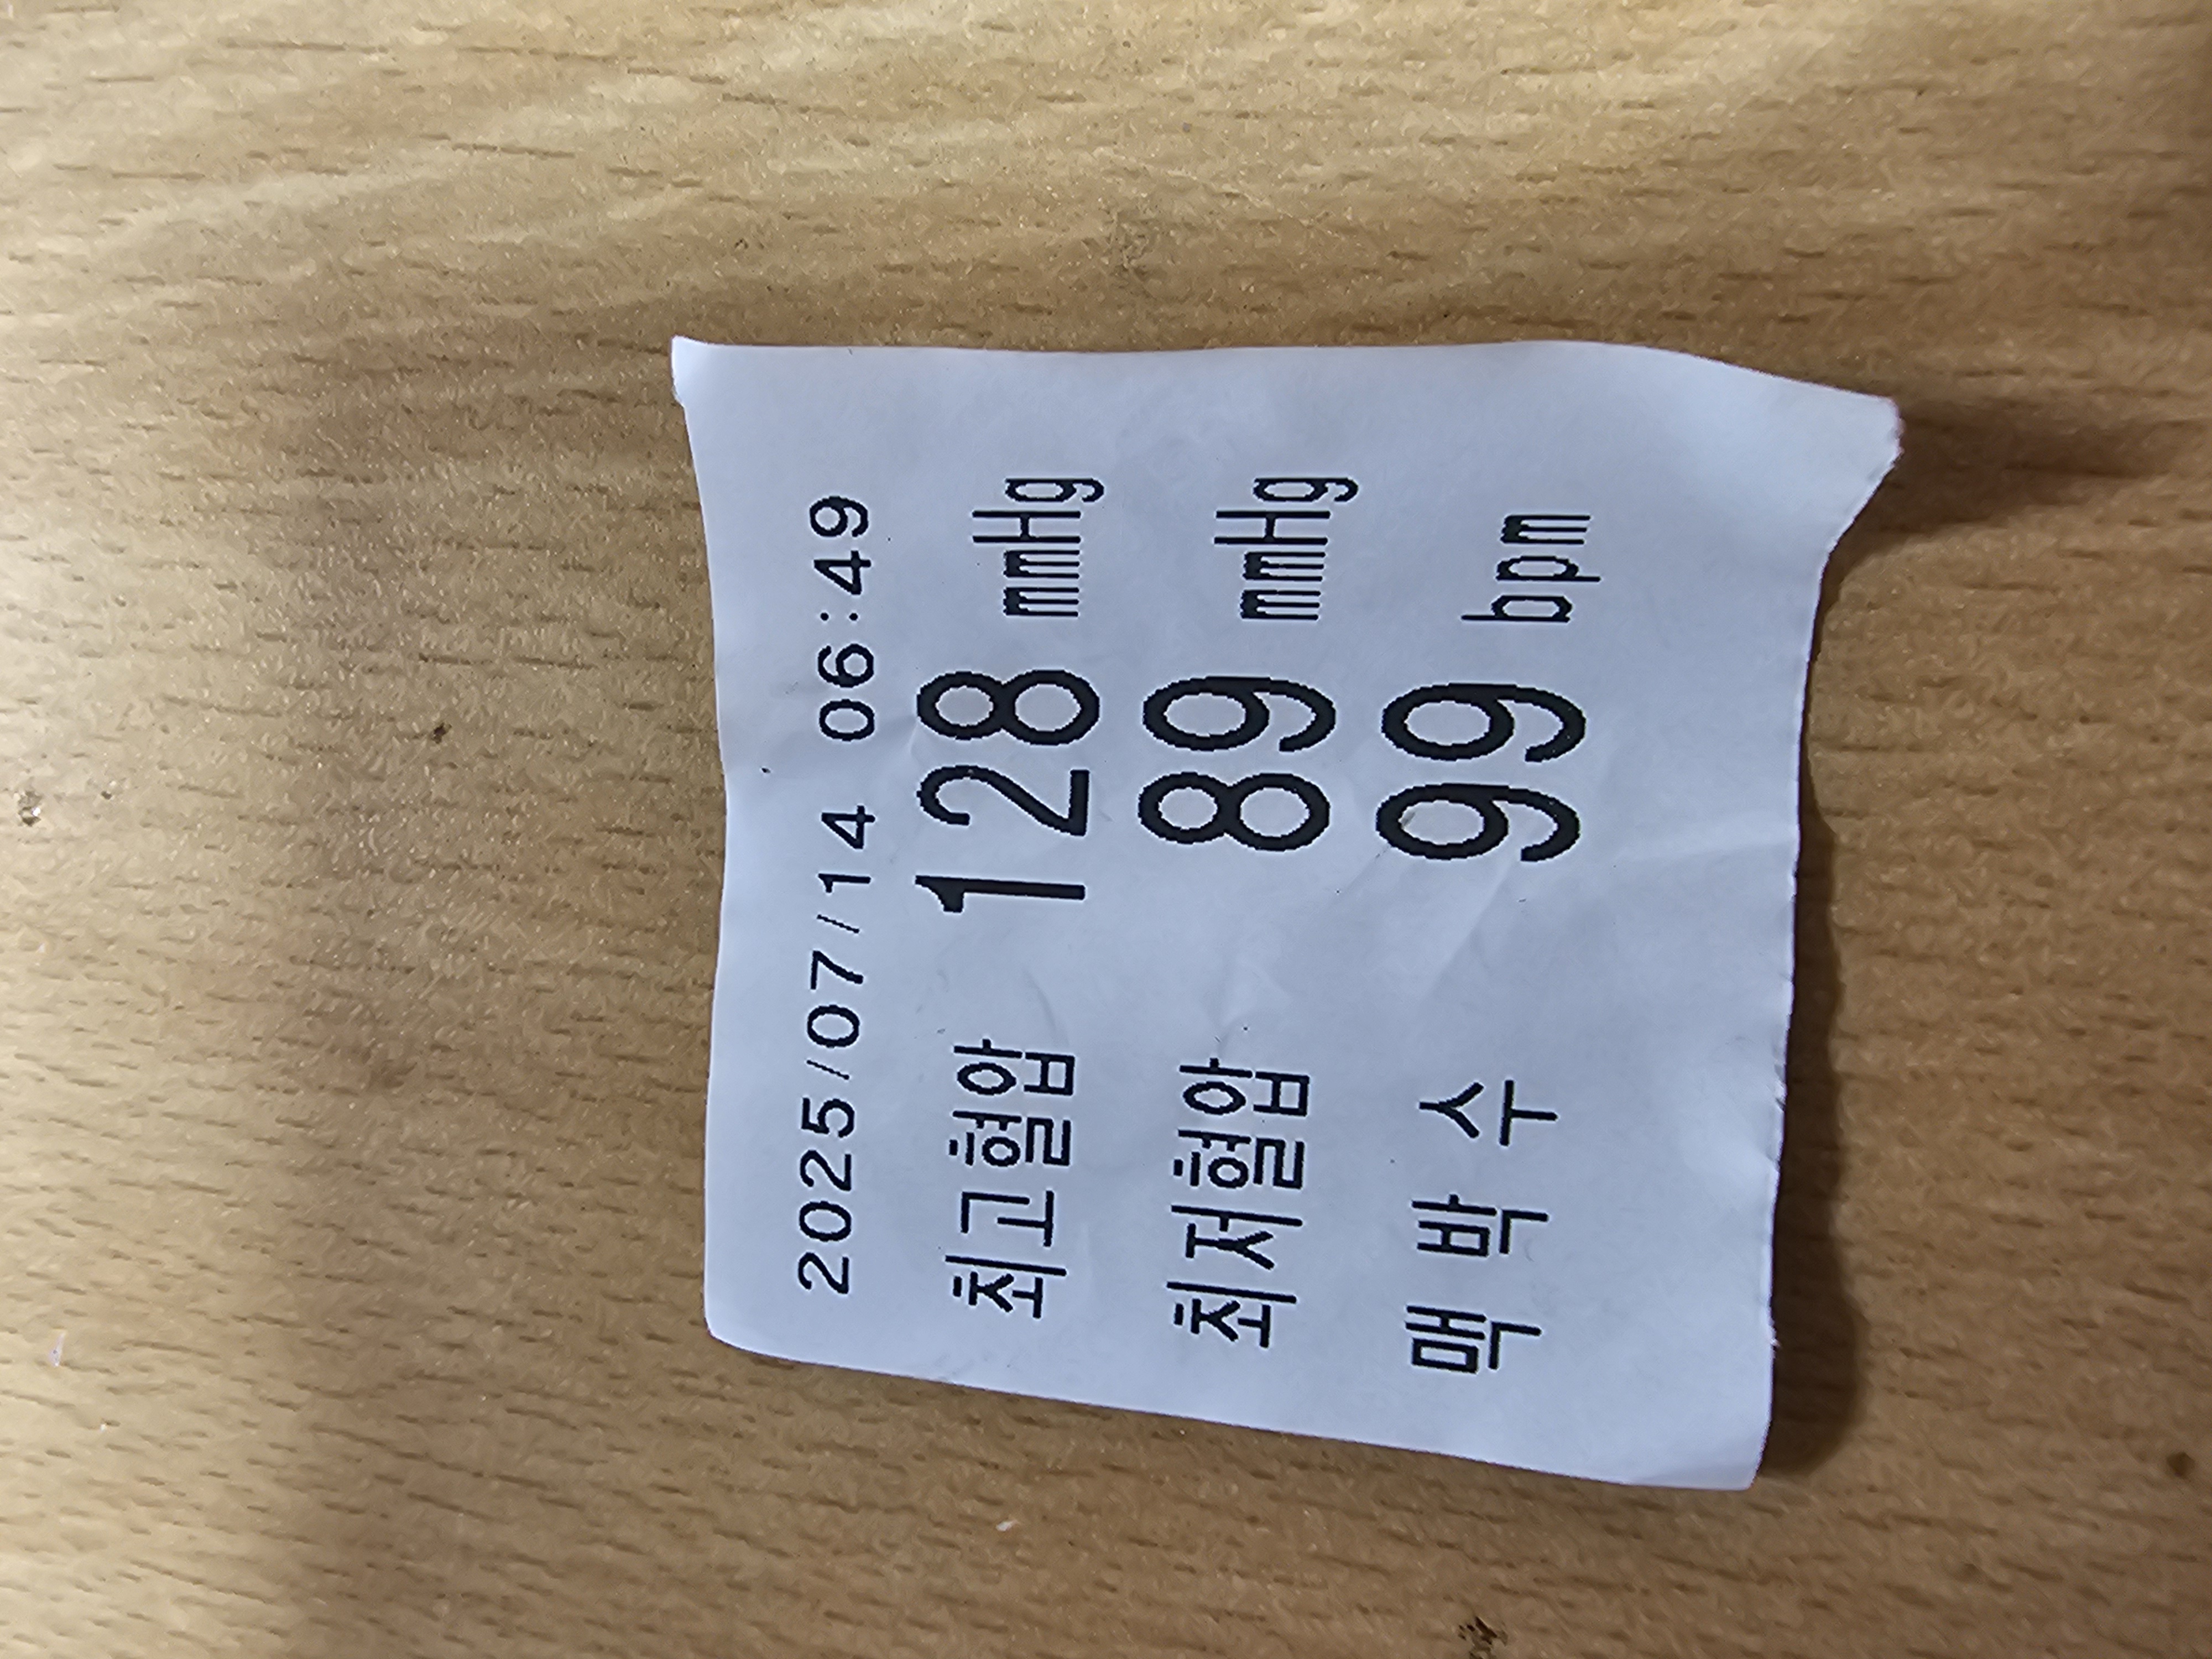 2025/07/14 06:49
최고혈압 128 mmHg
최저혈압 89 mmHg
맥 박 수 99 bpm